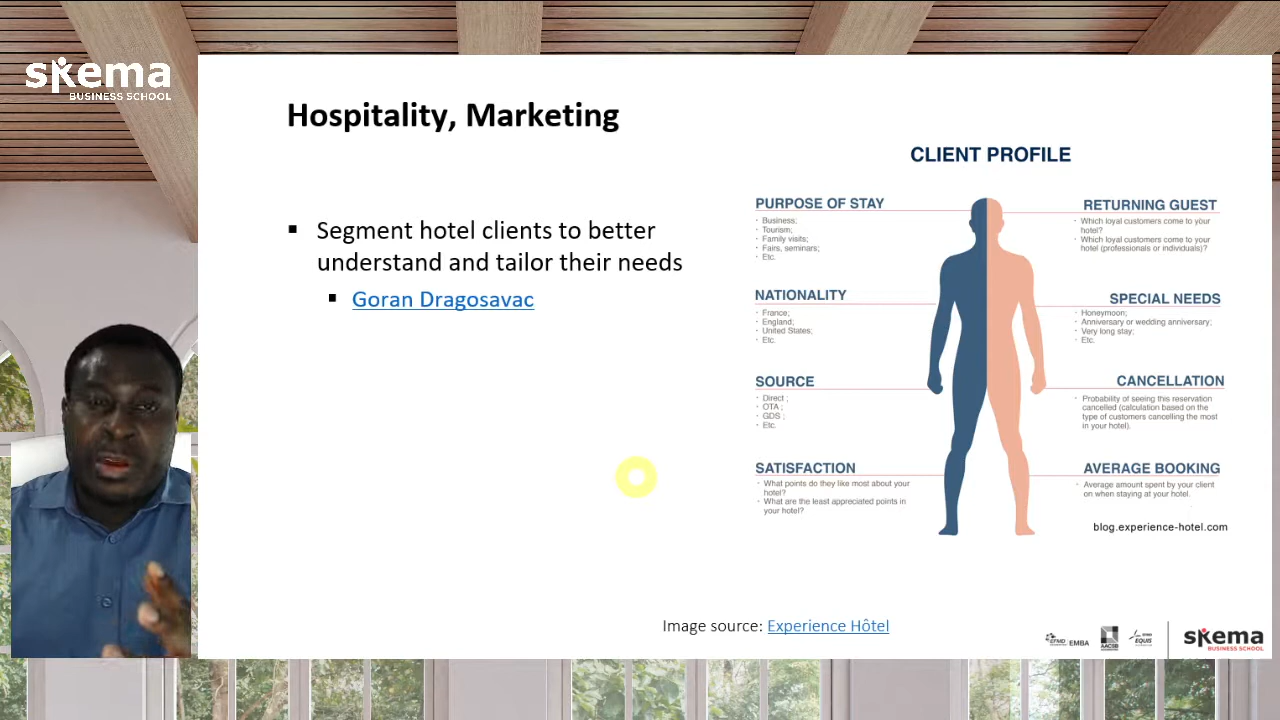 skema
BUSINESS SCHOOL
Hospitality, Marketing
Segment hotel clients to better
understand and tailor their needs
Goran Dragosavac
CLIENT PROFILE
PURPOSE OF STAY
· Business;
· Tourism;
· Family visits;
· Fairs, seminars;
· Etc.
NATIONALITY
· France;
· England;
· United States;
· Etc.
SOURCE
· Direct ;
· OTA ;
· GDS ;
· Etc.
SATISFACTION
· What points do they like most about your
hotel?
· What are the least appreciated points in
your hotel?
RETURNING GUEST
· Which loyal customers come to your
hotel?
· Which loyal customers come to your
hotel (professionals or individuals)?
SPECIAL NEEDS
· Honeymoon;
· Anniversary or wedding anniversary;
· Very long stay;
· Etc.
CANCELLATION
· Probability of seeing this reservation
cancelled (calculation based on the
type of customers cancelling the most
in your hotel).
AVERAGE BOOKING
· Average amount spent by your client
on when staying at your hotel.
blog.experience-hotel.com
Image source: Experience Hôtel
EFMD EMBA
AACSB
EFMD
EQUIS
skema
BUSINESS SCHOOL